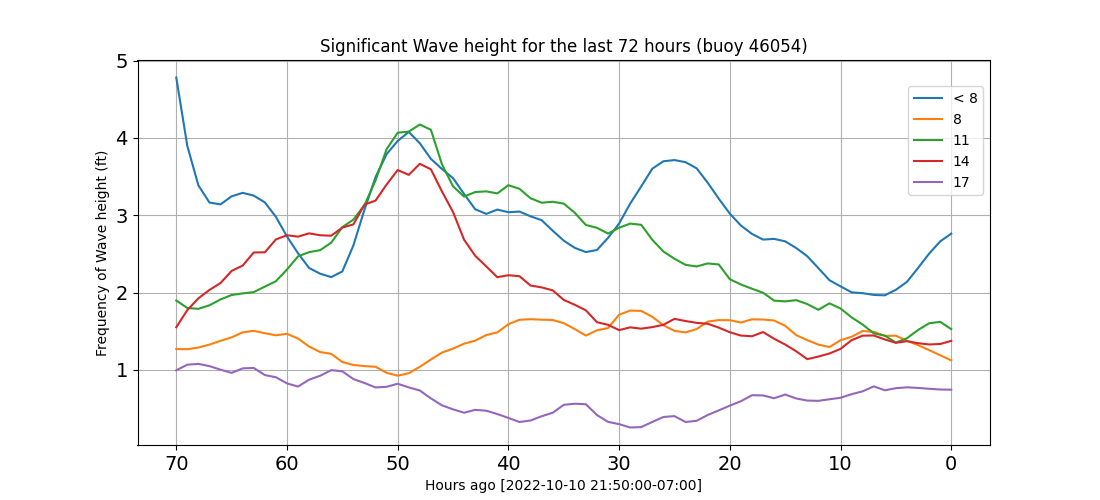 Significant Wave height for the last 72 hours (buoy 46054)
Frequency of Wave height (ft)
5
4
3
2
1
< 8
8
11
14
17
70 60 50 40 30 20 10 0
Hours ago [2022-10-10 21:50:00-07:00]